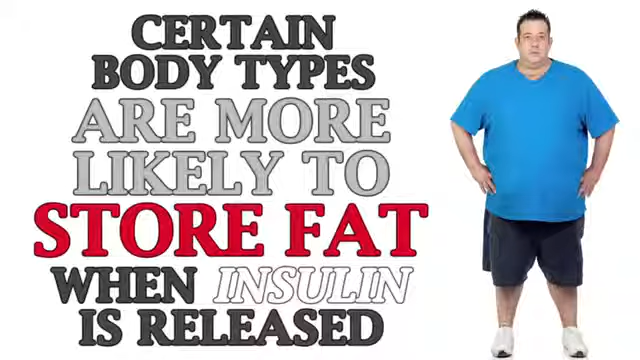 CERTAIN
BODY TYPES
ARE MORE
LIKELY TO
STORE FAT
WHEN INSULIN
IS RELEASED